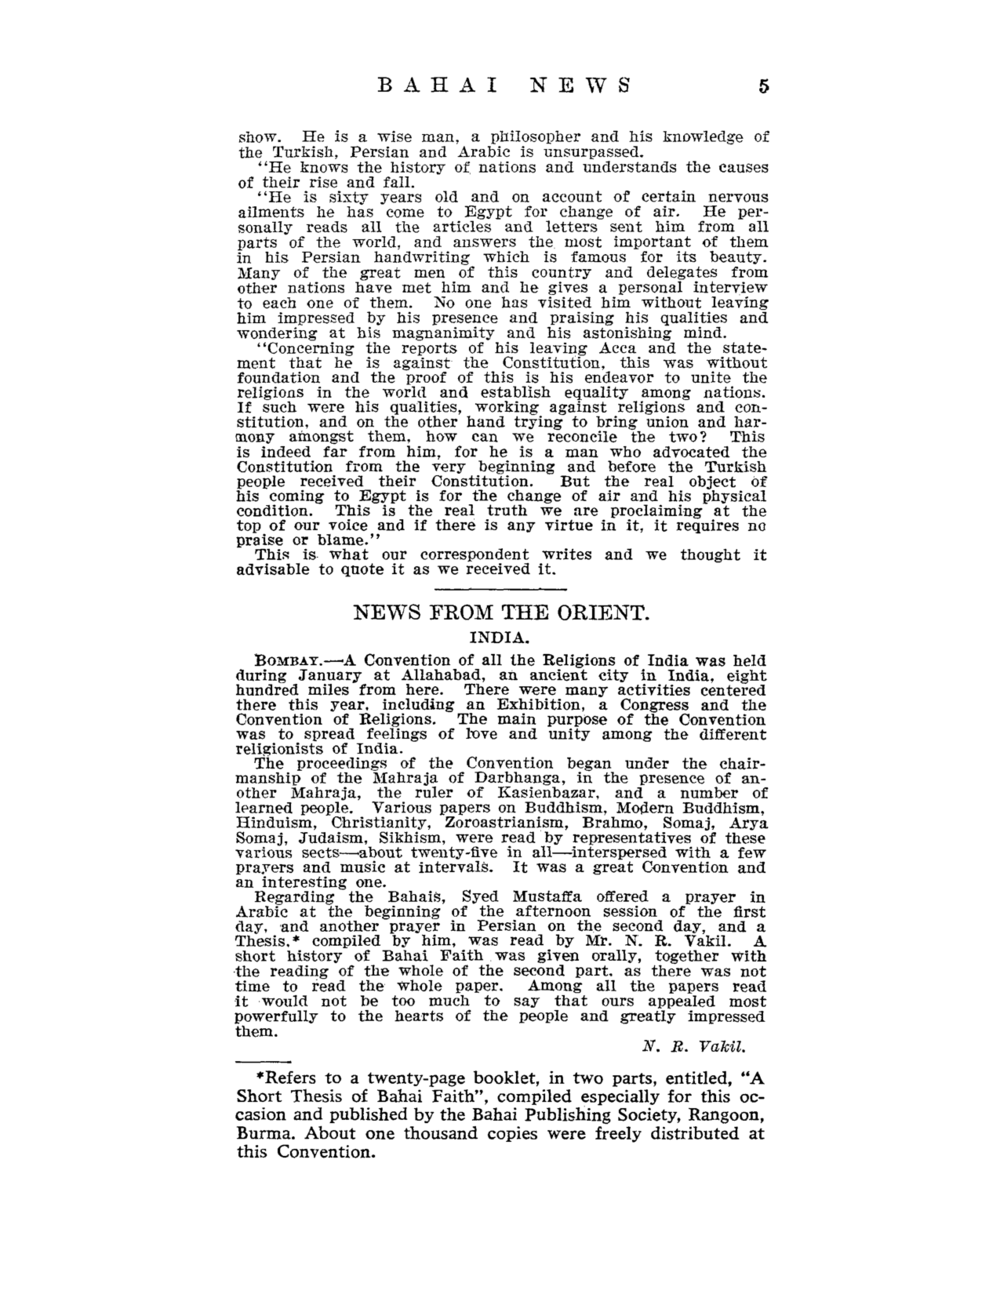 BAHAI NEWS 5
show. He is a wise man, a philosopher and his knowledge of
the Turkish, Persian and Arabic is unsurpassed.
"He knows the history of nations and understands the causes
of their rise and fall.
"He is sixty years old and on account of certain nervous
ailments he has come to Egypt for change of air. He per-
sonally reads all the articles and letters sent him from all
parts of the world, and answers the most important of them
in his Persian handwriting which is famous for its beauty.
Many of the great men of this country and delegates from
other nations have met him and he gives a personal interview
to each one of them. No one has visited him without leaving
him impressed by his presence and praising his qualities and
wondering at his magnanimity and his astonishing mind.
"Concerning the reports of his leaving Acca and the state-
ment that he is against the Constitution, this was without
foundation and the proof of this is his endeavor to unite the
religions in the world and establish equality among nations.
If such were his qualities, working against religions and con-
stitution, and on the other hand trying to bring union and har-
mony amongst them, how can we reconcile the two? This
is indeed far from him, for he is a man who advocated the
Constitution from the very beginning and before the Turkish
people received their Constitution. But the real object of
his coming to Egypt is for the change of air and his physical
condition. This is the real truth we are proclaiming at the
top of our voice and if there is any virtue in it, it requires no
praise or blame."
This is what our correspondent writes and we thought it
advisable to quote it as we received it.
NEWS FROM THE ORIENT.
INDIA.
BOMBAY.—A Convention of all the Religions of India was held
during January at Allahabad, an ancient city in India, eight
hundred miles from here. There were many activities centered
there this year, including an Exhibition, a Congress and the
Convention of Religions. The main purpose of the Convention
was to spread feelings of love and unity among the different
religionists of India.
The proceedings of the Convention began under the chair-
manship of the Mahraja of Darbhanga, in the presence of an-
other Mahraja, the ruler of Kasienbazar, and a number of
learned people. Various papers on Buddhism, Modern Buddhism,
Hinduism, Christianity, Zoroastrianism, Brahmo, Somaj, Arya
Somaj, Judaism, Sikhism, were read by representatives of these
various sects—about twenty-five in all—interspersed with a few
prayers and music at intervals. It was a great Convention and
an interesting one.
Regarding the Bahais, Syed Mustaffa offered a prayer in
Arabic at the beginning of the afternoon session of the first
day, and another prayer in Persian on the second day, and a
Thesis,* compiled by him, was read by Mr. N. R. Vakil. A
short history of Bahai Faith was given orally, together with
the reading of the whole of the second part, as there was not
time to read the whole paper. Among all the papers read
it would not be too much to say that ours appealed most
powerfully to the hearts of the people and greatly impressed
them.
N. R. Vakil.
*Refers to a twenty-page booklet, in two parts, entitled, "A
Short Thesis of Bahai Faith", compiled especially for this oc-
casion and published by the Bahai Publishing Society, Rangoon,
Burma. About one thousand copies were freely distributed at
this Convention.